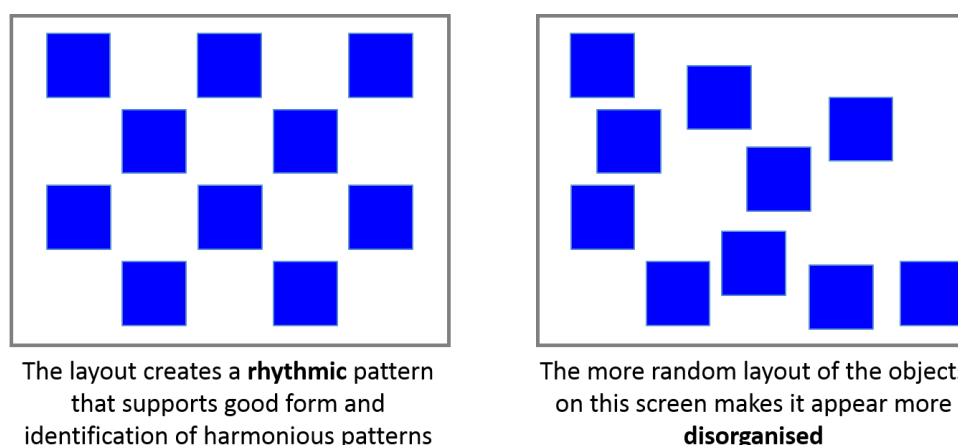 The layout creates a rhythmic pattern
that supports good form and
identification of harmonious patterns
The more random layout of the objects
on this screen makes it appear more
disorganised